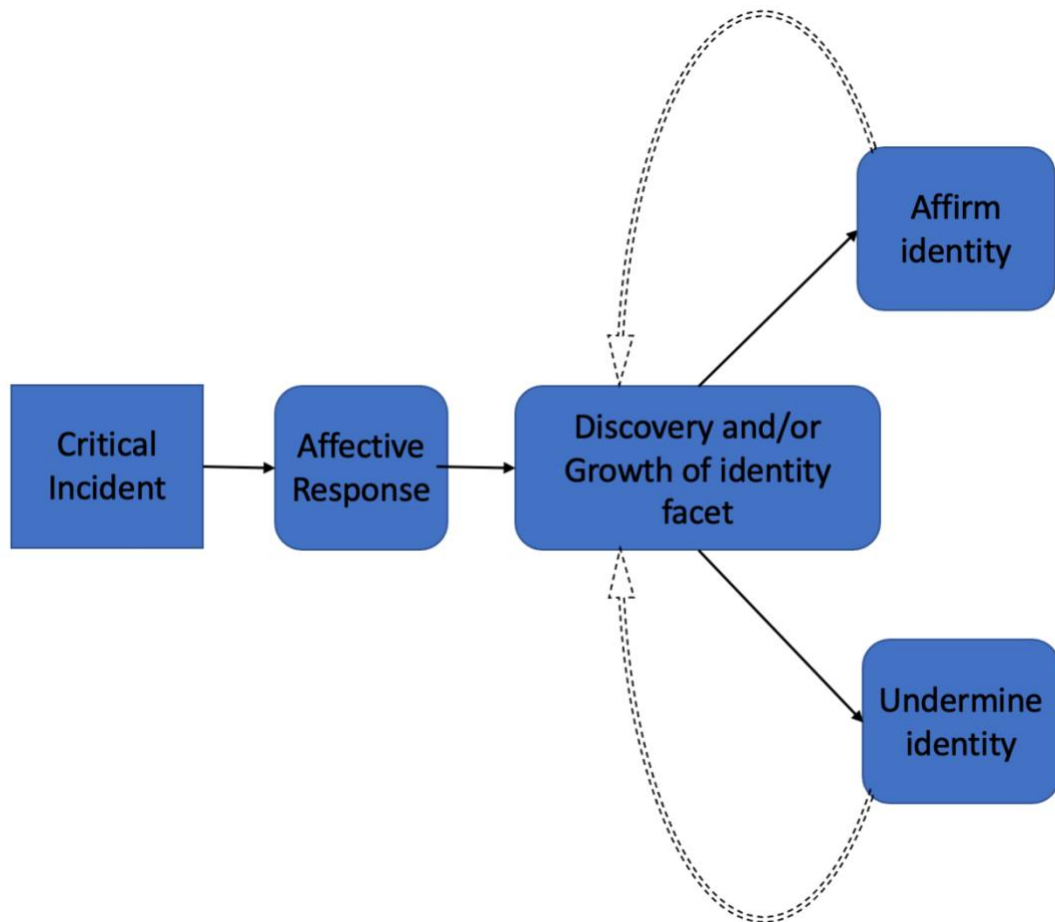 Affirm
identity
Critical
Incident
Affective
Response
Discovery and/or
Growth of identity
facet
Undermine
identity